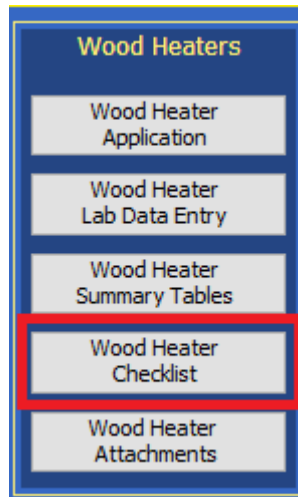 Wood Heaters
Wood Heater
Application
Wood Heater
Lab Data Entry
Wood Heater
Summary Tables
Wood Heater
Checklist
Wood Heater
Attachments